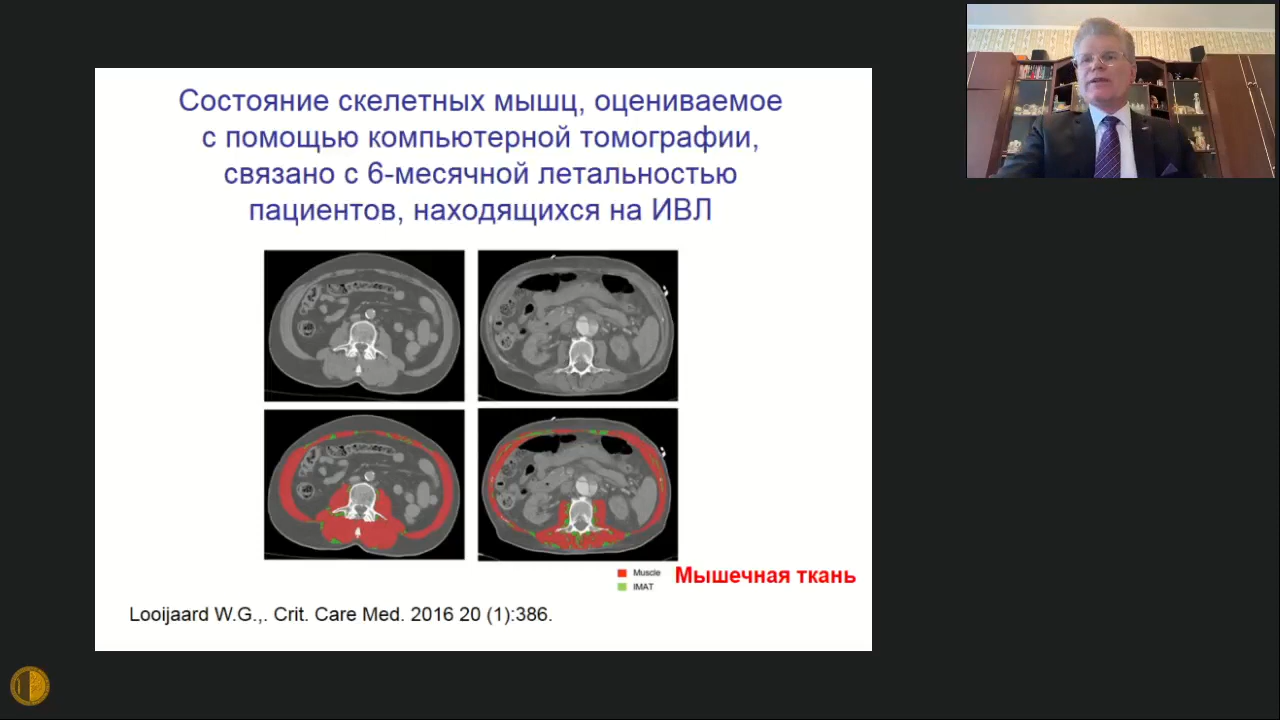 Состояние скелетных мышц, оцениваемое
с помощью компьютерной томографии,
связано с 6-месячной летальностью
пациентов, находящихся на ИВЛ
Muscle
IMAT
Мышечная ткань
Looijaard W.G.,. Crit. Care Med. 2016 20 (1):386.